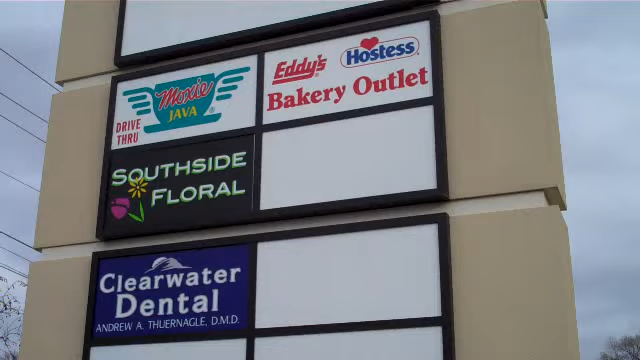 Moxie
JAVA
DRIVE
THRU
Eddy's
Hostess
Bakery Outlet
SOUTHSIDE
FLORAL
Clearwater
Dental
ANDREW A. THUERNAGLE, D.M.D.